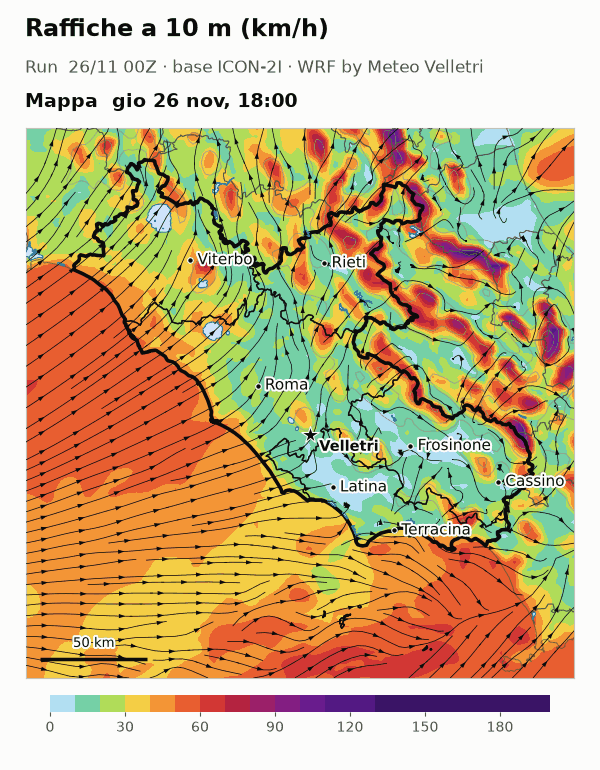 Raffiche a 10 m (km/h)
Run  26/11 00Z · base ICON-2I · WRF by Meteo Velletri
Mappa  gio 26 nov, 18:00
Viterbo
Rieti
Roma
Velletri
Frosinone
Latina
Cassino
Terracina
50 km
0 30 60 90 120 150 180